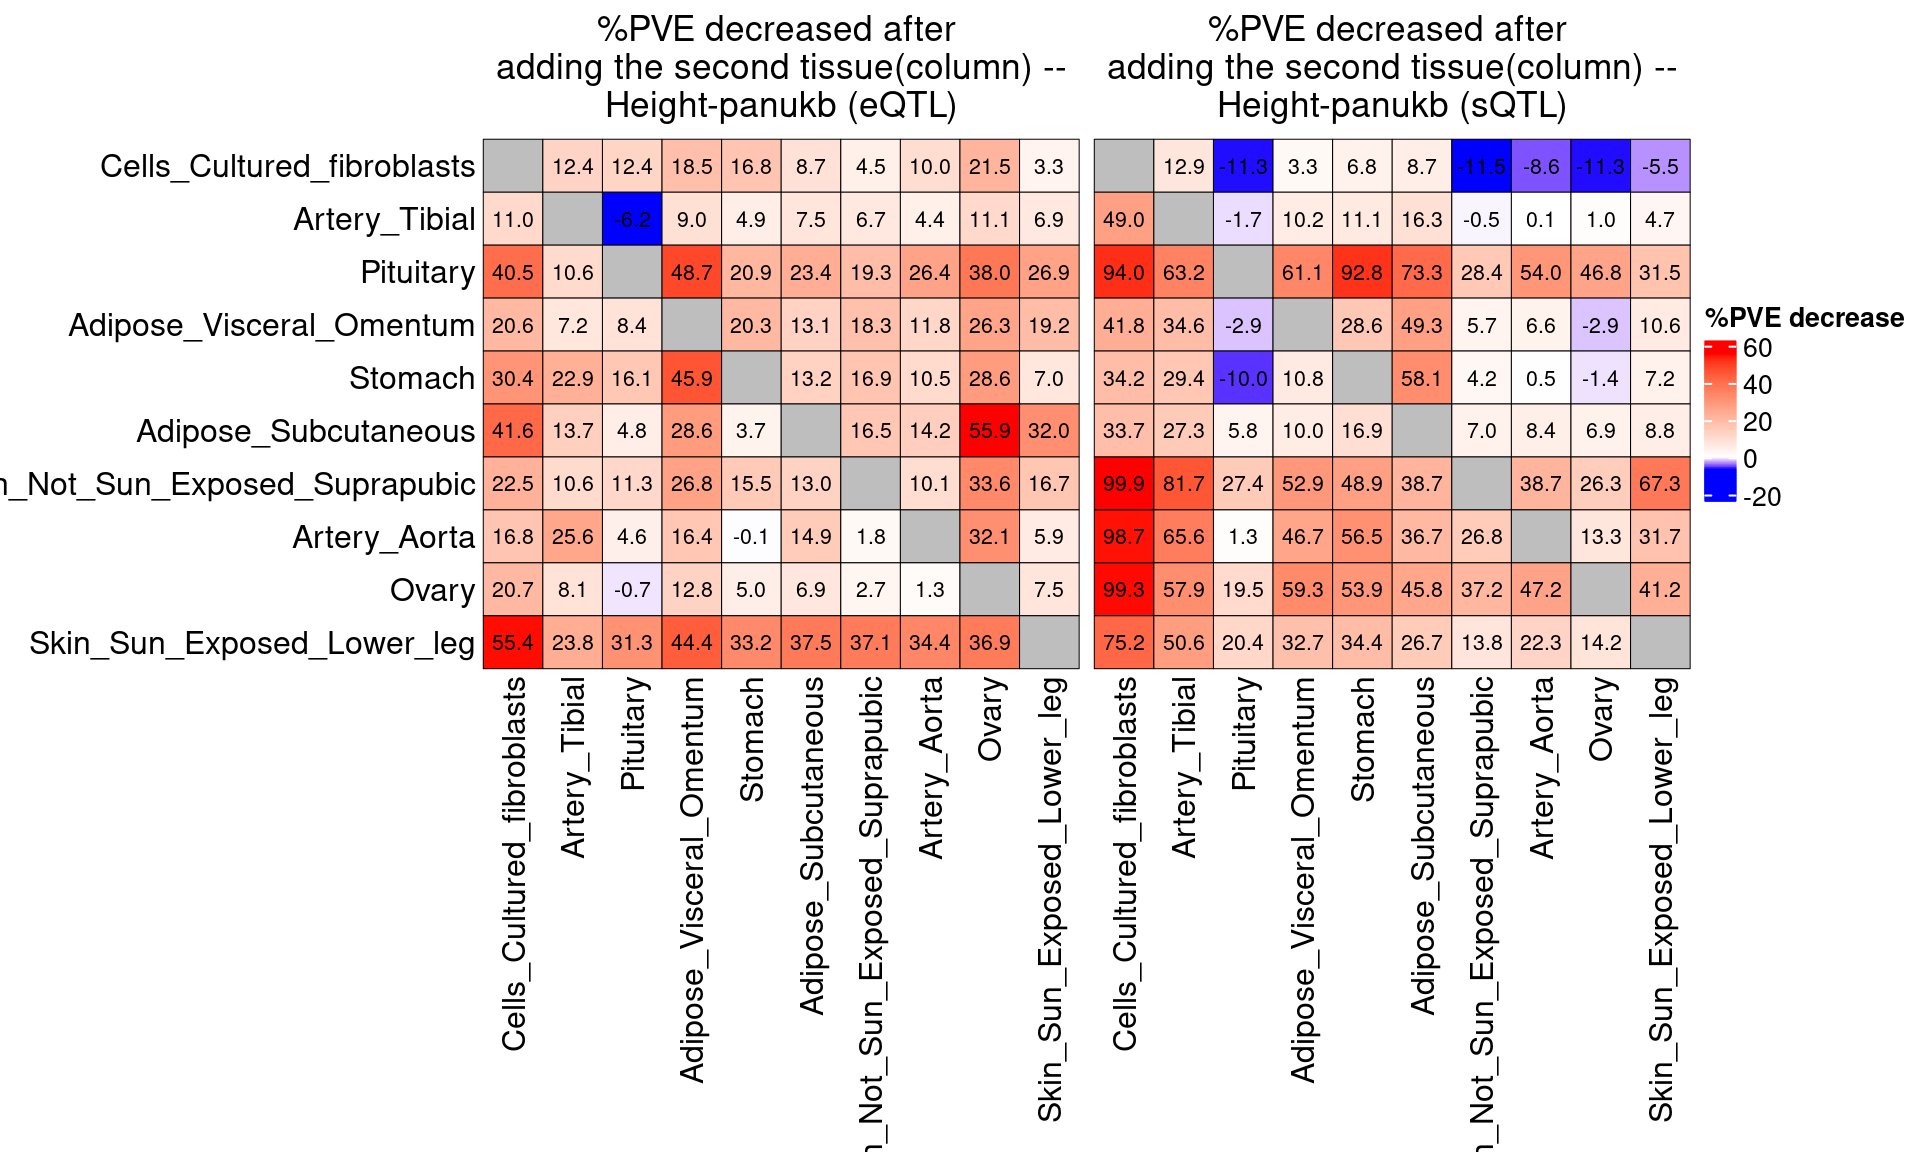 %PVE decreased after
adding the second tissue(column) --
Height-panukb (eQTL)
%PVE decreased after
adding the second tissue(column) --
Height-panukb (sQTL)
Cells_Cultured_fibroblasts 12.4 12.4 18.5 16.8 8.7 4.5 10.0 21.5 3.3 12.9 -11.3 3.3 6.8 8.7 -11.5 -8.6 -11.3 -5.5
Artery_Tibial 11.0 -6.2 9.0 4.9 7.5 6.7 4.4 11.1 6.9 49.0 -1.7 10.2 11.1 16.3 -0.5 0.1 1.0 4.7
Pituitary 40.5 10.6 48.7 20.9 23.4 19.3 26.4 38.0 26.9 94.0 63.2 61.1 92.8 73.3 28.4 54.0 46.8 31.5
Adipose_Visceral_Omentum 20.6 7.2 8.4 20.3 13.1 18.3 11.8 26.3 19.2 41.8 34.6 -2.9 28.6 49.3 5.7 6.6 -2.9 10.6
Stomach 30.4 22.9 16.1 45.9 13.2 16.9 10.5 28.6 7.0 34.2 29.4 -10.0 10.8 58.1 4.2 0.5 -1.4 7.2
Adipose_Subcutaneous 41.6 13.7 4.8 28.6 3.7 16.5 14.2 55.9 32.0 33.7 27.3 5.8 10.0 16.9 7.0 8.4 6.9 8.8
n_Not_Sun_Exposed_Suprapubic 22.5 10.6 11.3 26.8 15.5 13.0 10.1 33.6 16.7 99.9 81.7 27.4 52.9 48.9 38.7 38.7 26.3 67.3
Artery_Aorta 16.8 25.6 4.6 16.4 -0.1 14.9 1.8 32.1 5.9 98.7 65.6 1.3 46.7 56.5 36.7 26.8 13.3 31.7
Ovary 20.7 8.1 -0.7 12.8 5.0 6.9 2.7 1.3 7.5 99.3 57.9 19.5 59.3 53.9 45.8 37.2 47.2 41.2
Skin_Sun_Exposed_Lower_leg 55.4 23.8 31.3 44.4 33.2 37.5 37.1 34.4 36.9 75.2 50.6 20.4 32.7 34.4 26.7 13.8 22.3 14.2
Cells_Cultured_fibroblasts
Artery_Tibial
Pituitary
Adipose_Visceral_Omentum
Stomach
Adipose_Subcutaneous
n_Not_Sun_Exposed_Suprapubic
Artery_Aorta
Ovary
Skin_Sun_Exposed_Lower_leg
Cells_Cultured_fibroblasts
Artery_Tibial
Pituitary
Adipose_Visceral_Omentum
Stomach
Adipose_Subcutaneous
n_Not_Sun_Exposed_Suprapubic
Artery_Aorta
Ovary
Skin_Sun_Exposed_Lower_leg
%PVE decrease
60
40
20
0
-20